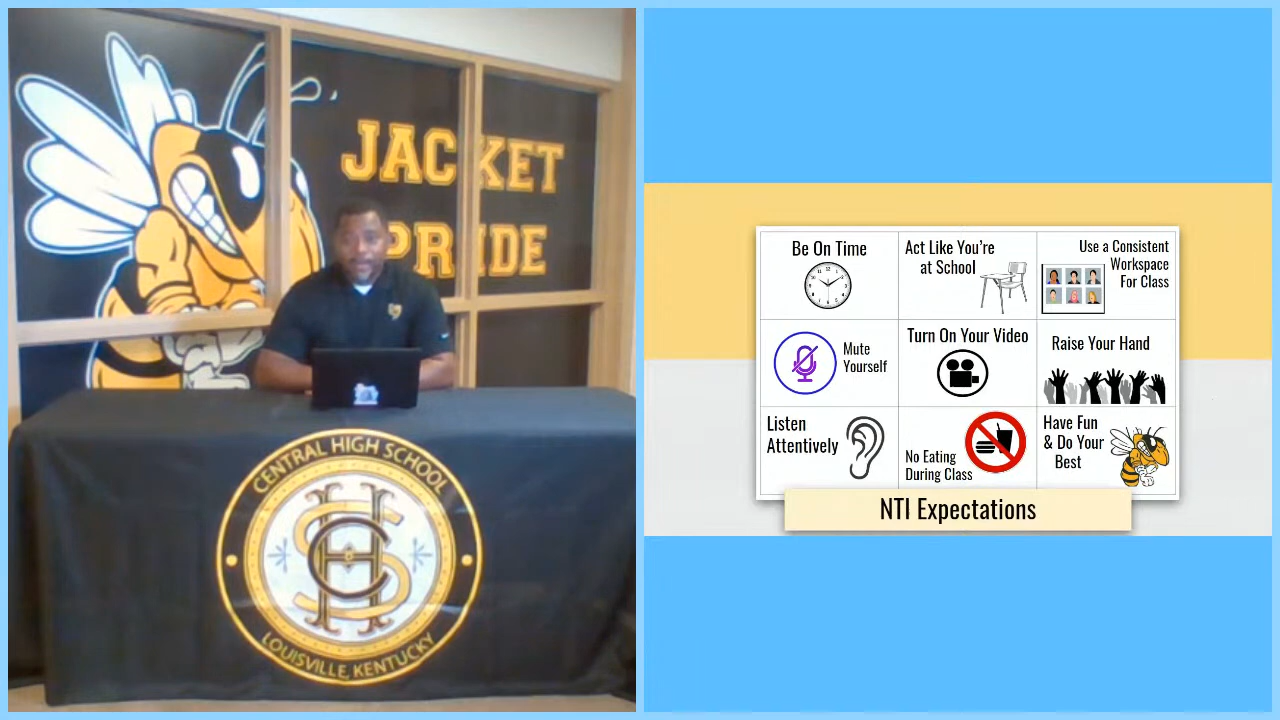 JACKET
PRIDE
CENTRAL HIGH SCHOOL
LOUISVILLE, KENTUCKY
Be On Time
Act Like You're
at School
Use a Consistent
Workspace
For Class
Mute
Yourself
Turn On Your Video
Raise Your Hand
Listen
Attentively
No Eating
During Class
Have Fun
& Do Your
Best
NTI Expectations